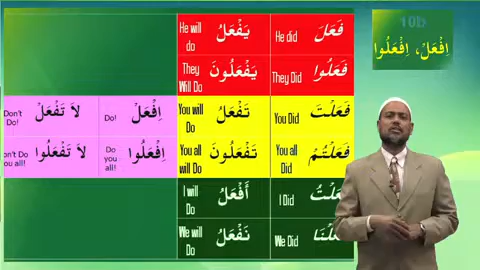 10b
اِفْعَلْ، اِفْعَلُوا
He will do يَفْعَلُ He did فَعَلَ
They Will Do يَفْعَلُونَ They Did فَعَلُوا
Don't Do! لَا تَفْعَلْ Do! اِفْعَلْ You will Do تَفْعَلُ You Did فَعَلْتَ
on't Do you all! لَا تَفْعَلُوا Do you all! اِفْعَلُوا You all will Do تَفْعَلُونَ You all Did فَعَلْتُمْ
I will Do أَفْعَلُ I Did فَعَلْتُ
We will Do نَفْعَلُ We Did فَعَلْنَا